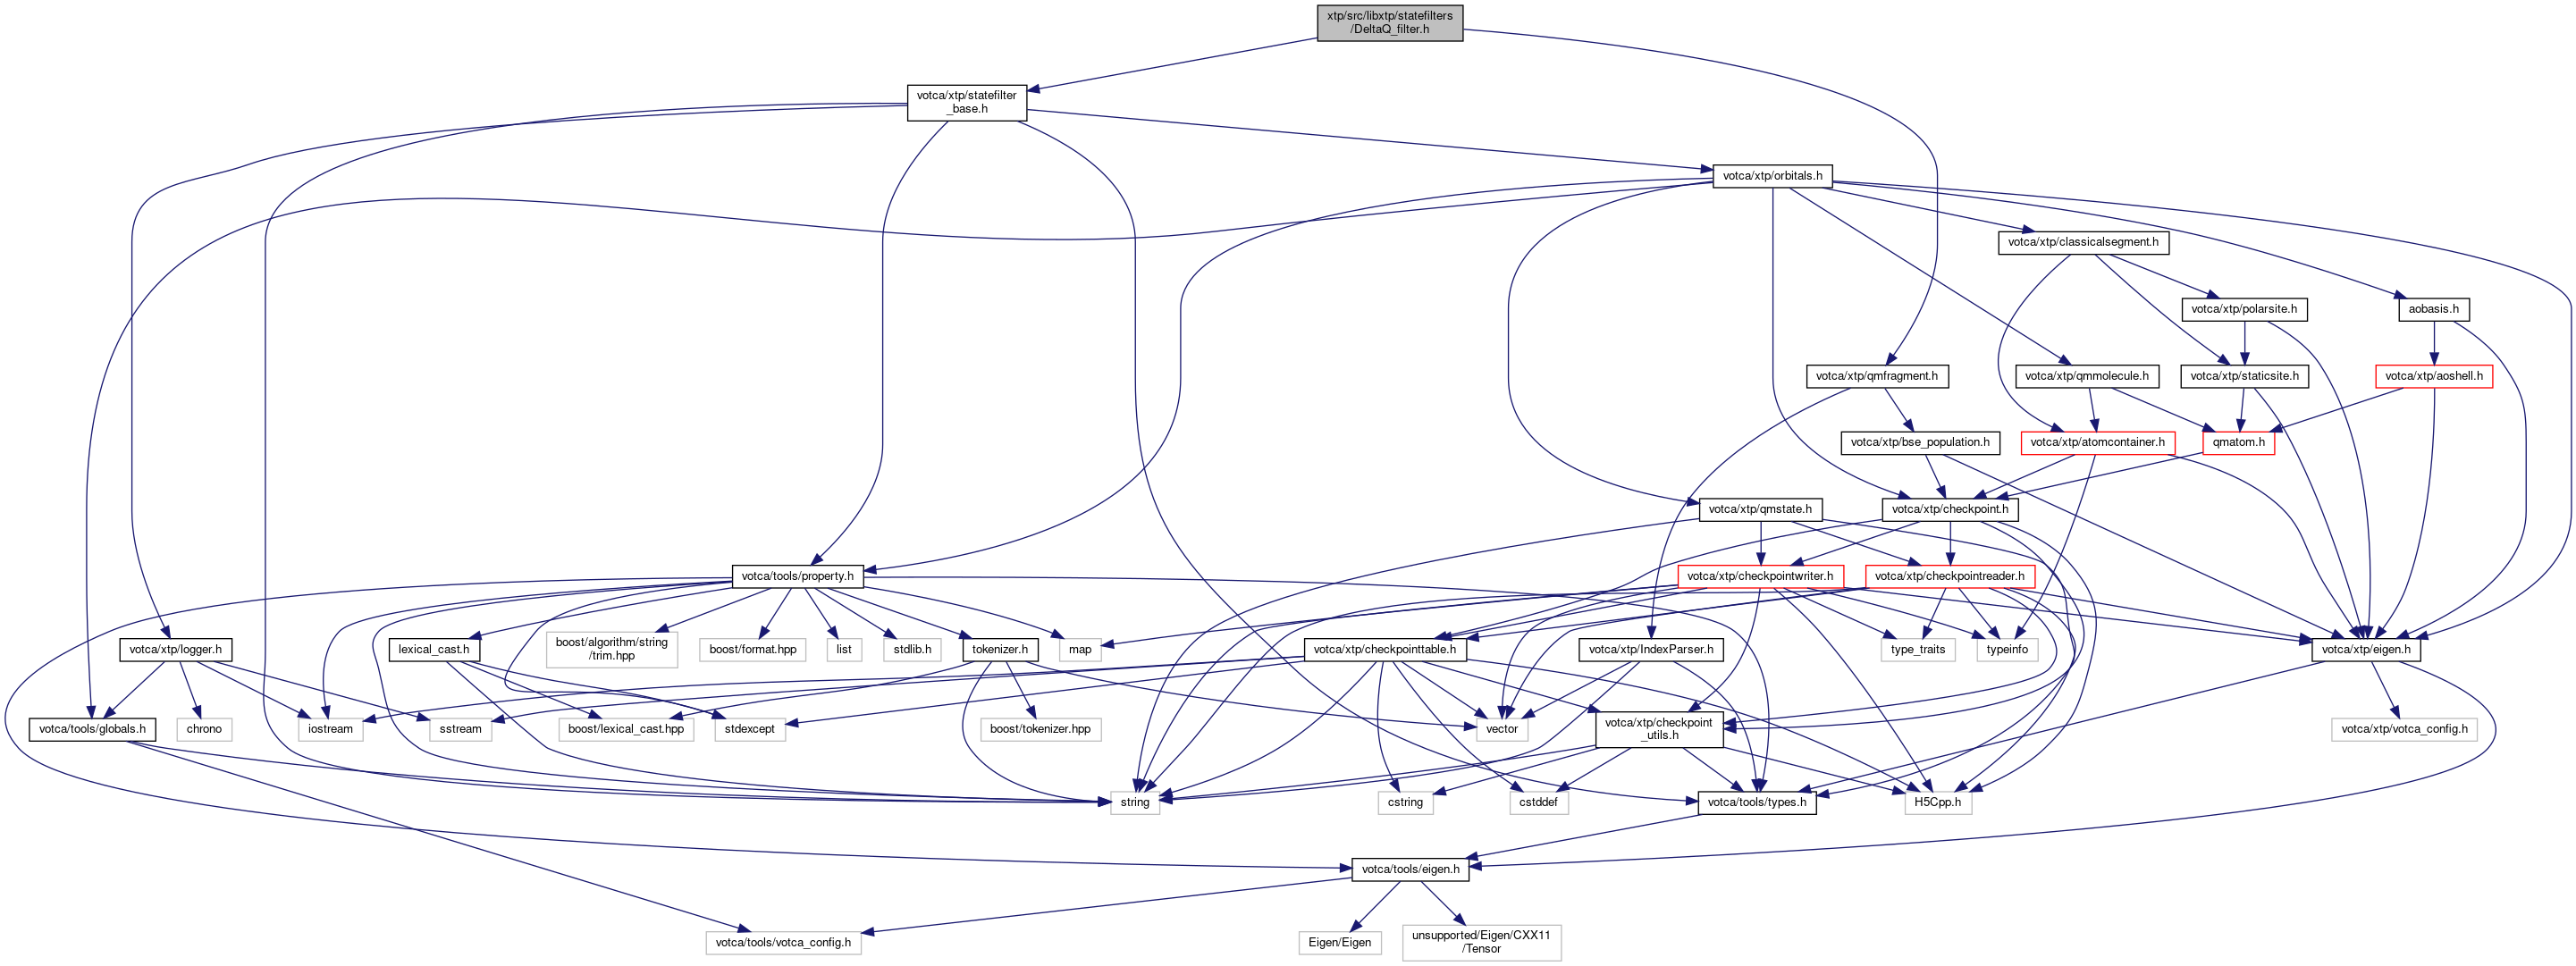 xtp/src/libxtp/statefilters
/DeltaQ_filter.h
votca/xtp/statefilter
_base.h
votca/xtp/orbitals.h
votca/xtp/classicalsegment.h
votca/xtp/polarsite.h
aobasis.h
votca/xtp/qmfragment.h
votca/xtp/qmmolecule.h
votca/xtp/staticsite.h
votca/xtp/aoshell.h
votca/xtp/bse_population.h
votca/xtp/atomcontainer.h
qmatom.h
votca/xtp/qmstate.h
votca/xtp/checkpoint.h
votca/tools/property.h
votca/xtp/checkpointwriter.h
votca/xtp/checkpointreader.h
votca/xtp/logger.h
lexical_cast.h
boost/algorithm/string
/trim.hpp
boost/format.hpp
list
stdlib.h
tokenizer.h
map
votca/xtp/checkpointtable.h
votca/xtp/IndexParser.h
type_traits
typeinfo
votca/xtp/eigen.h
votca/tools/globals.h
chrono
iostream
sstream
boost/lexical_cast.hpp
stdexcept
boost/tokenizer.hpp
vector
votca/xtp/checkpoint
_utils.h
votca/xtp/votca_config.h
string
cstring
cstddef
votca/tools/types.h
H5Cpp.h
votca/tools/eigen.h
votca/tools/votca_config.h
Eigen/Eigen
unsupported/Eigen/CXX11
/Tensor